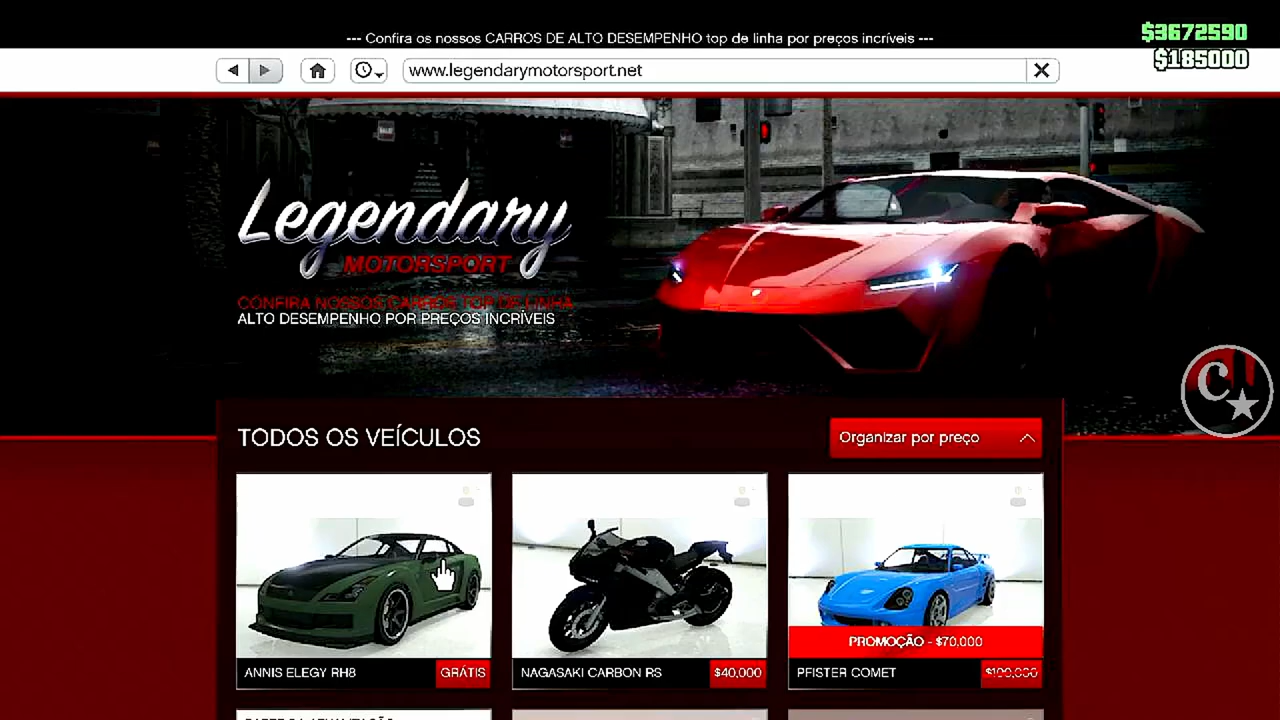 --- Confira os nossos CARROS DE ALTO DESEMPENHO top de linha por preços incríveis ---
$3672590
$185000
www.legendarymotorsport.net
Legendary
MOTORSPORT
CONFIRA NOSSOS CARROS TOP DE LINHA
ALTO DESEMPENHO POR PREÇOS INCRÍVEIS
TODOS OS VEÍCULOS
Organizar por preço
PROMOÇÃO - $70,000
ANNIS ELEGY RH8
GRÁTIS
NAGASAKI CARBON RS
$40,000
PFISTER COMET
$100,000